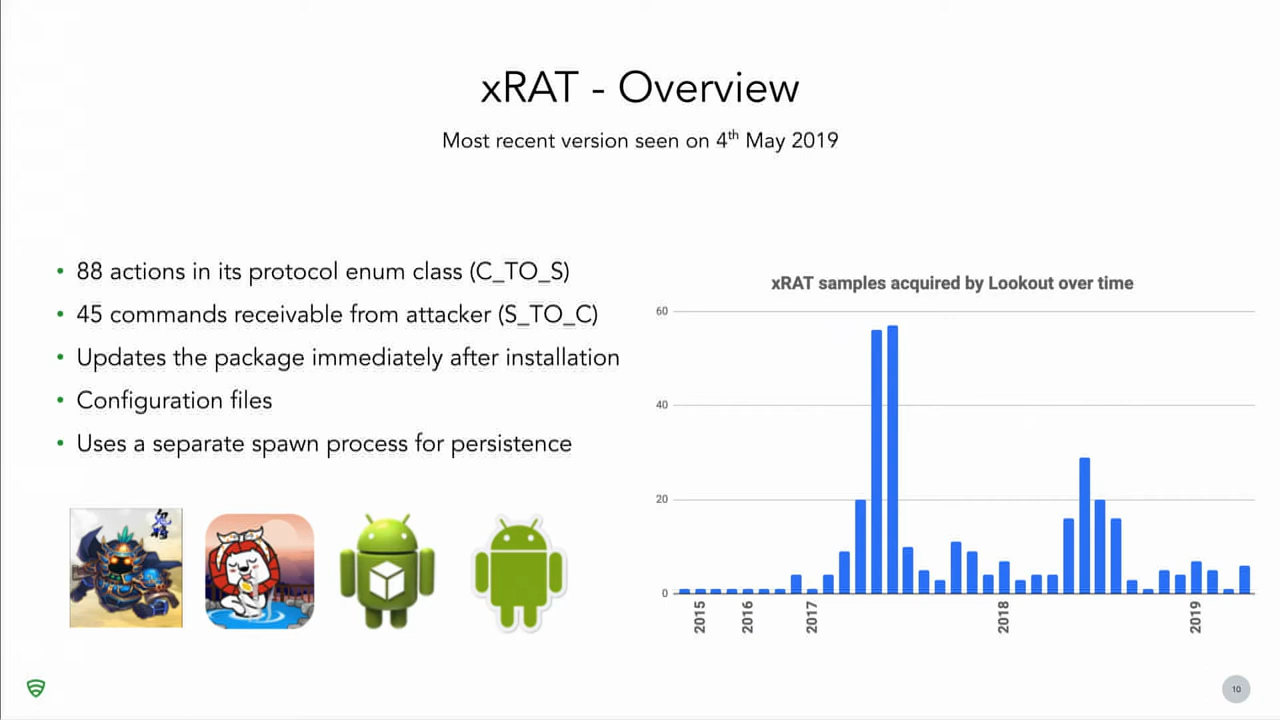 xRAT - Overview
Most recent version seen on 4th May 2019
• 88 actions in its protocol enum class (C_TO_S)
• 45 commands receivable from attacker (S_TO_C)
• Updates the package immediately after installation
• Configuration files
• Uses a separate spawn process for persistence
xRAT samples acquired by Lookout over time
60
40
20
0
2015
2016
2017
2018
2019
10